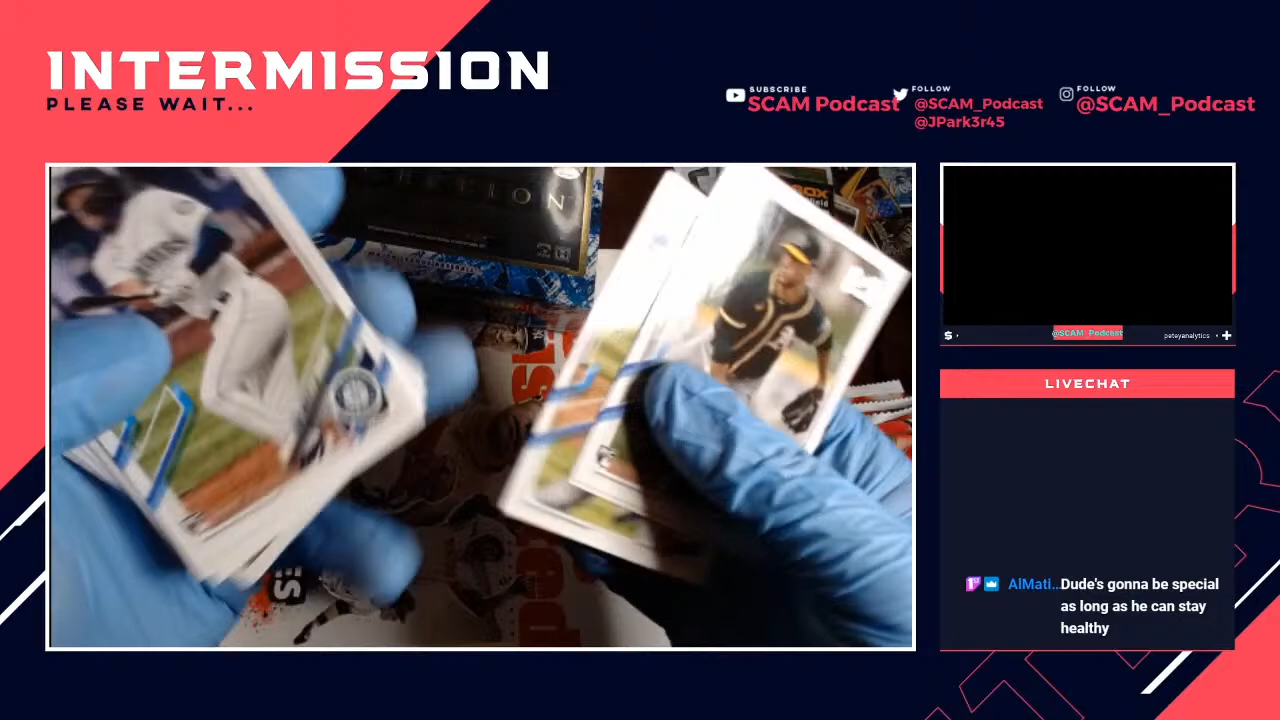 INTERMISSION
PLEASE WAIT...
SUBSCRIBE
SCAM Podcast
FOLLOW
@SCAM_Podcast
@JPark3r45
FOLLOW
@SCAM_Podcast
$
@SCAM_Podcast
peteyanalytics
LIVECHAT
AlMati...
Dude's gonna be special
as long as he can stay
healthy